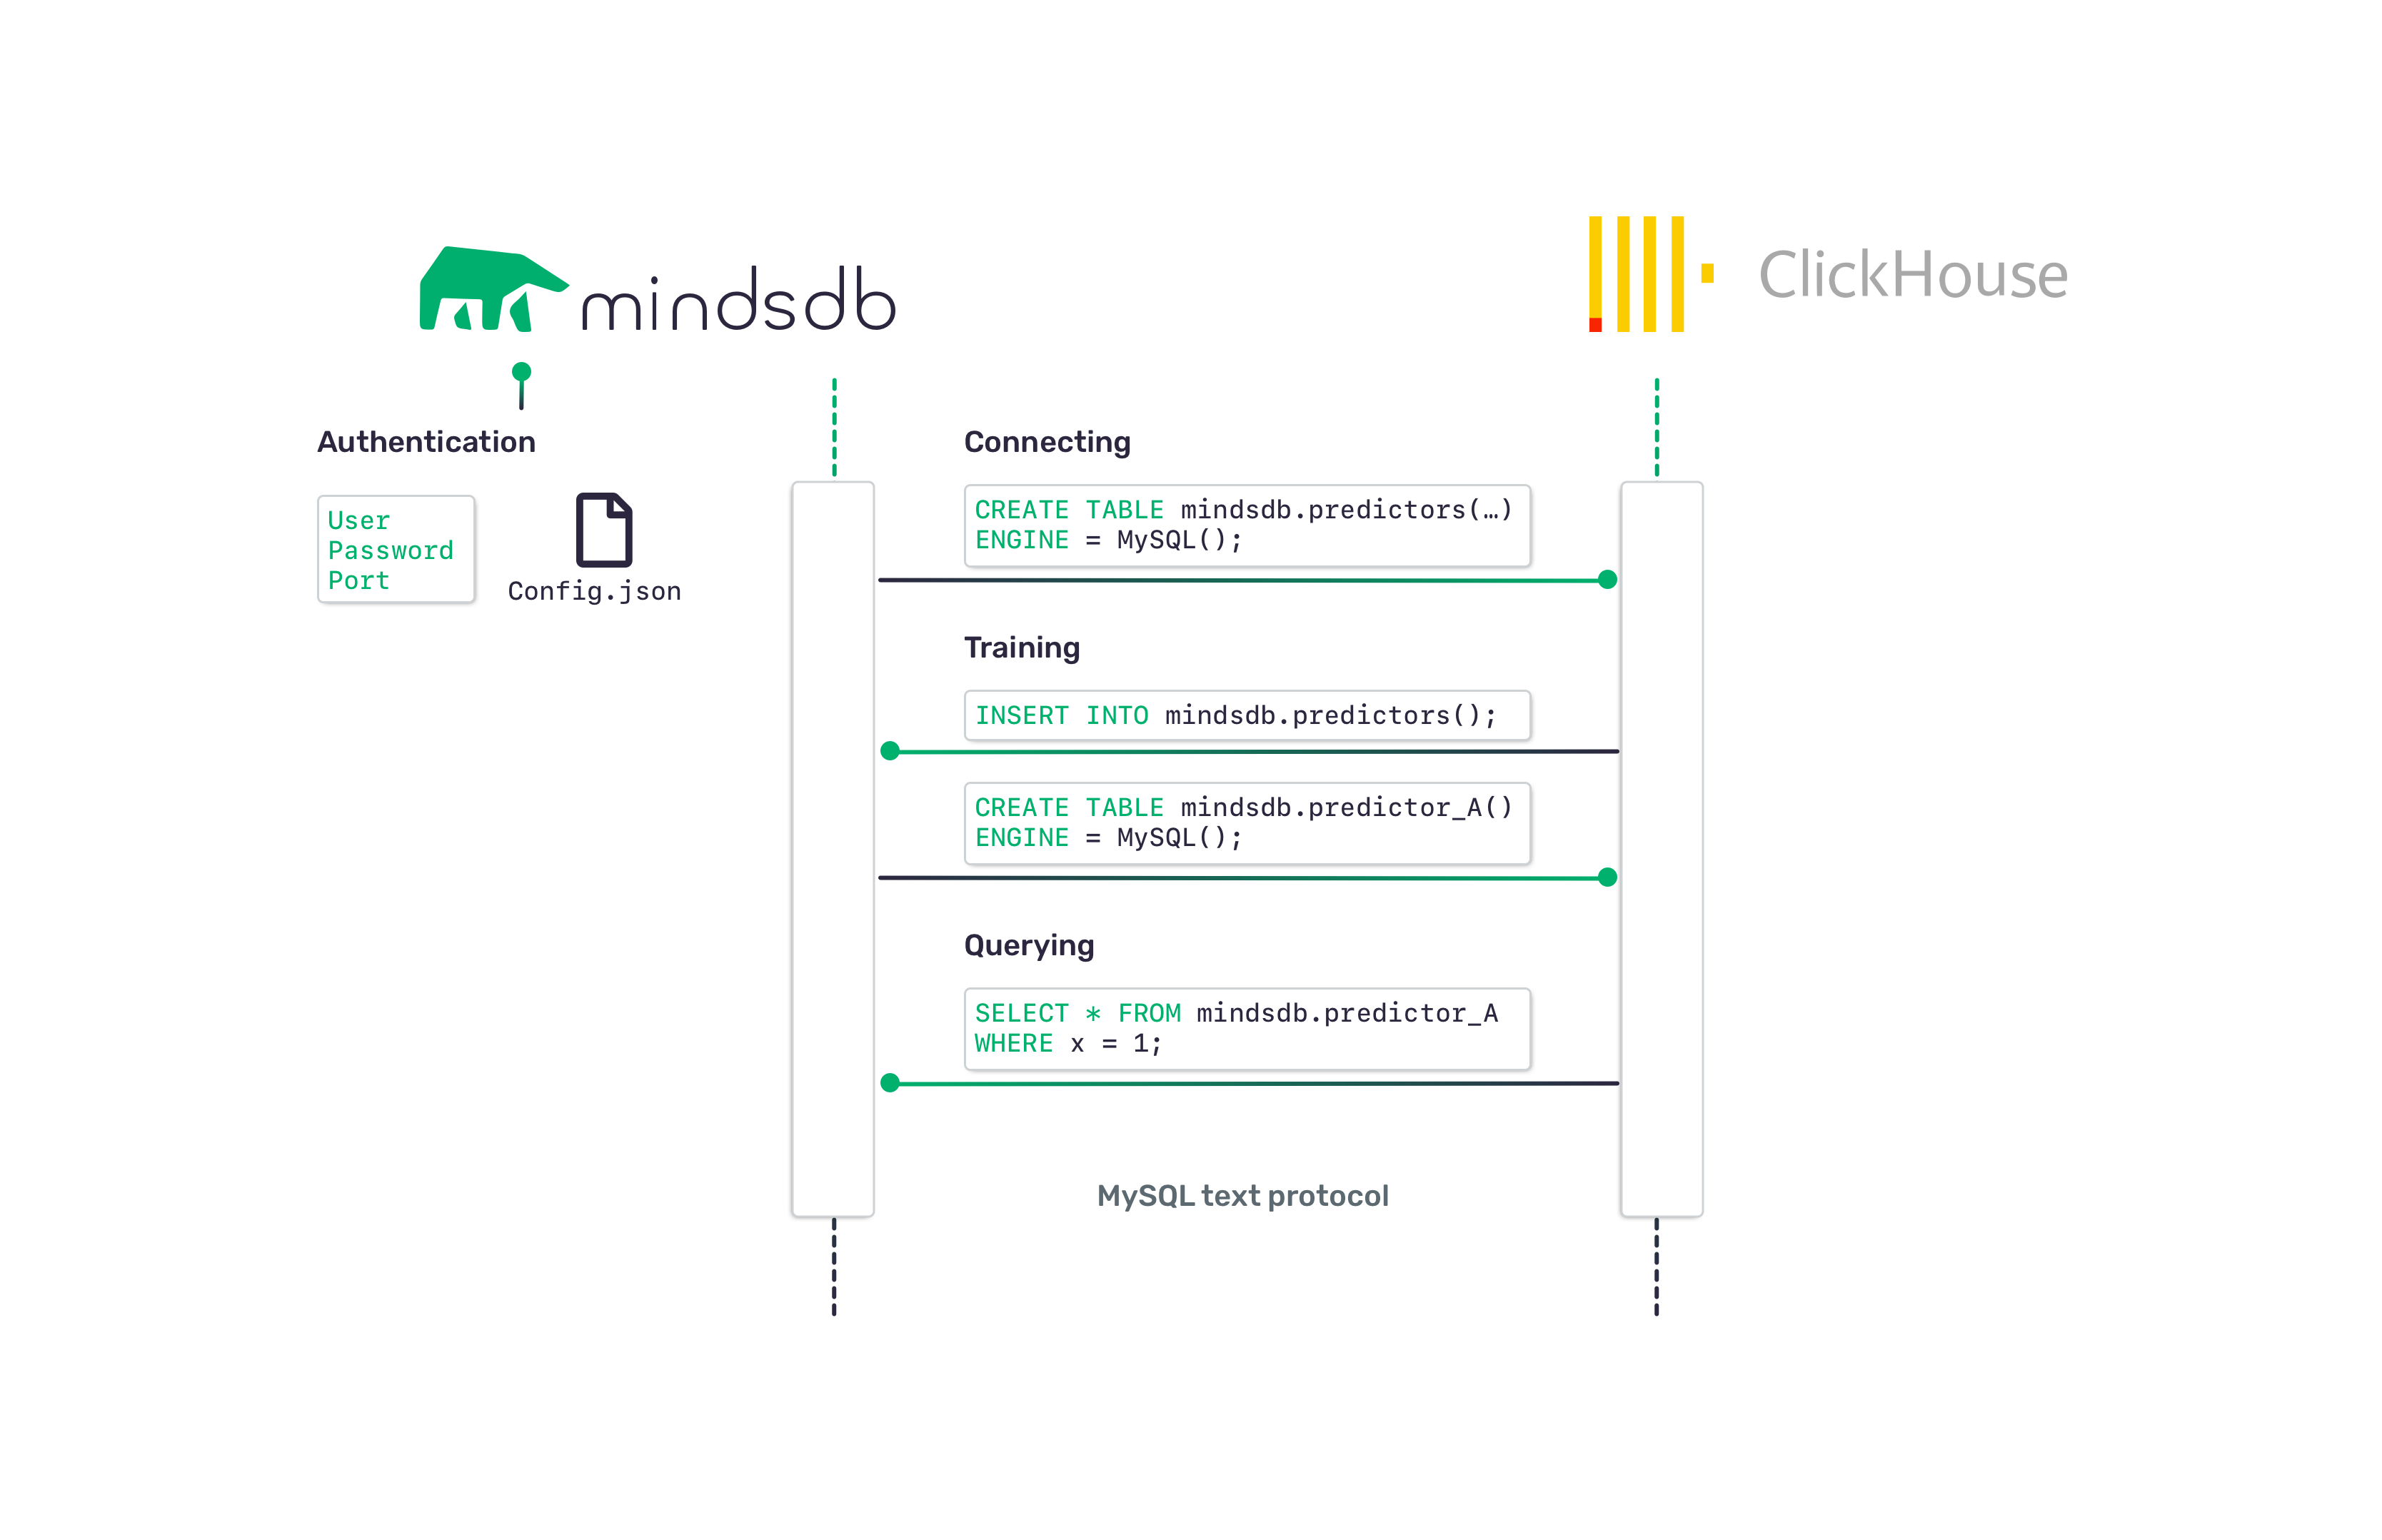 mindsdb
ClickHouse
Authentication
User
Password
Port
Config.json
Connecting
CREATE TABLE mindsdb.predictors(…)
ENGINE = MySQL();
Training
INSERT INTO mindsdb.predictors();
CREATE TABLE mindsdb.predictor_A()
ENGINE = MySQL();
Querying
SELECT * FROM mindsdb.predictor_A
WHERE x = 1;
MySQL text protocol